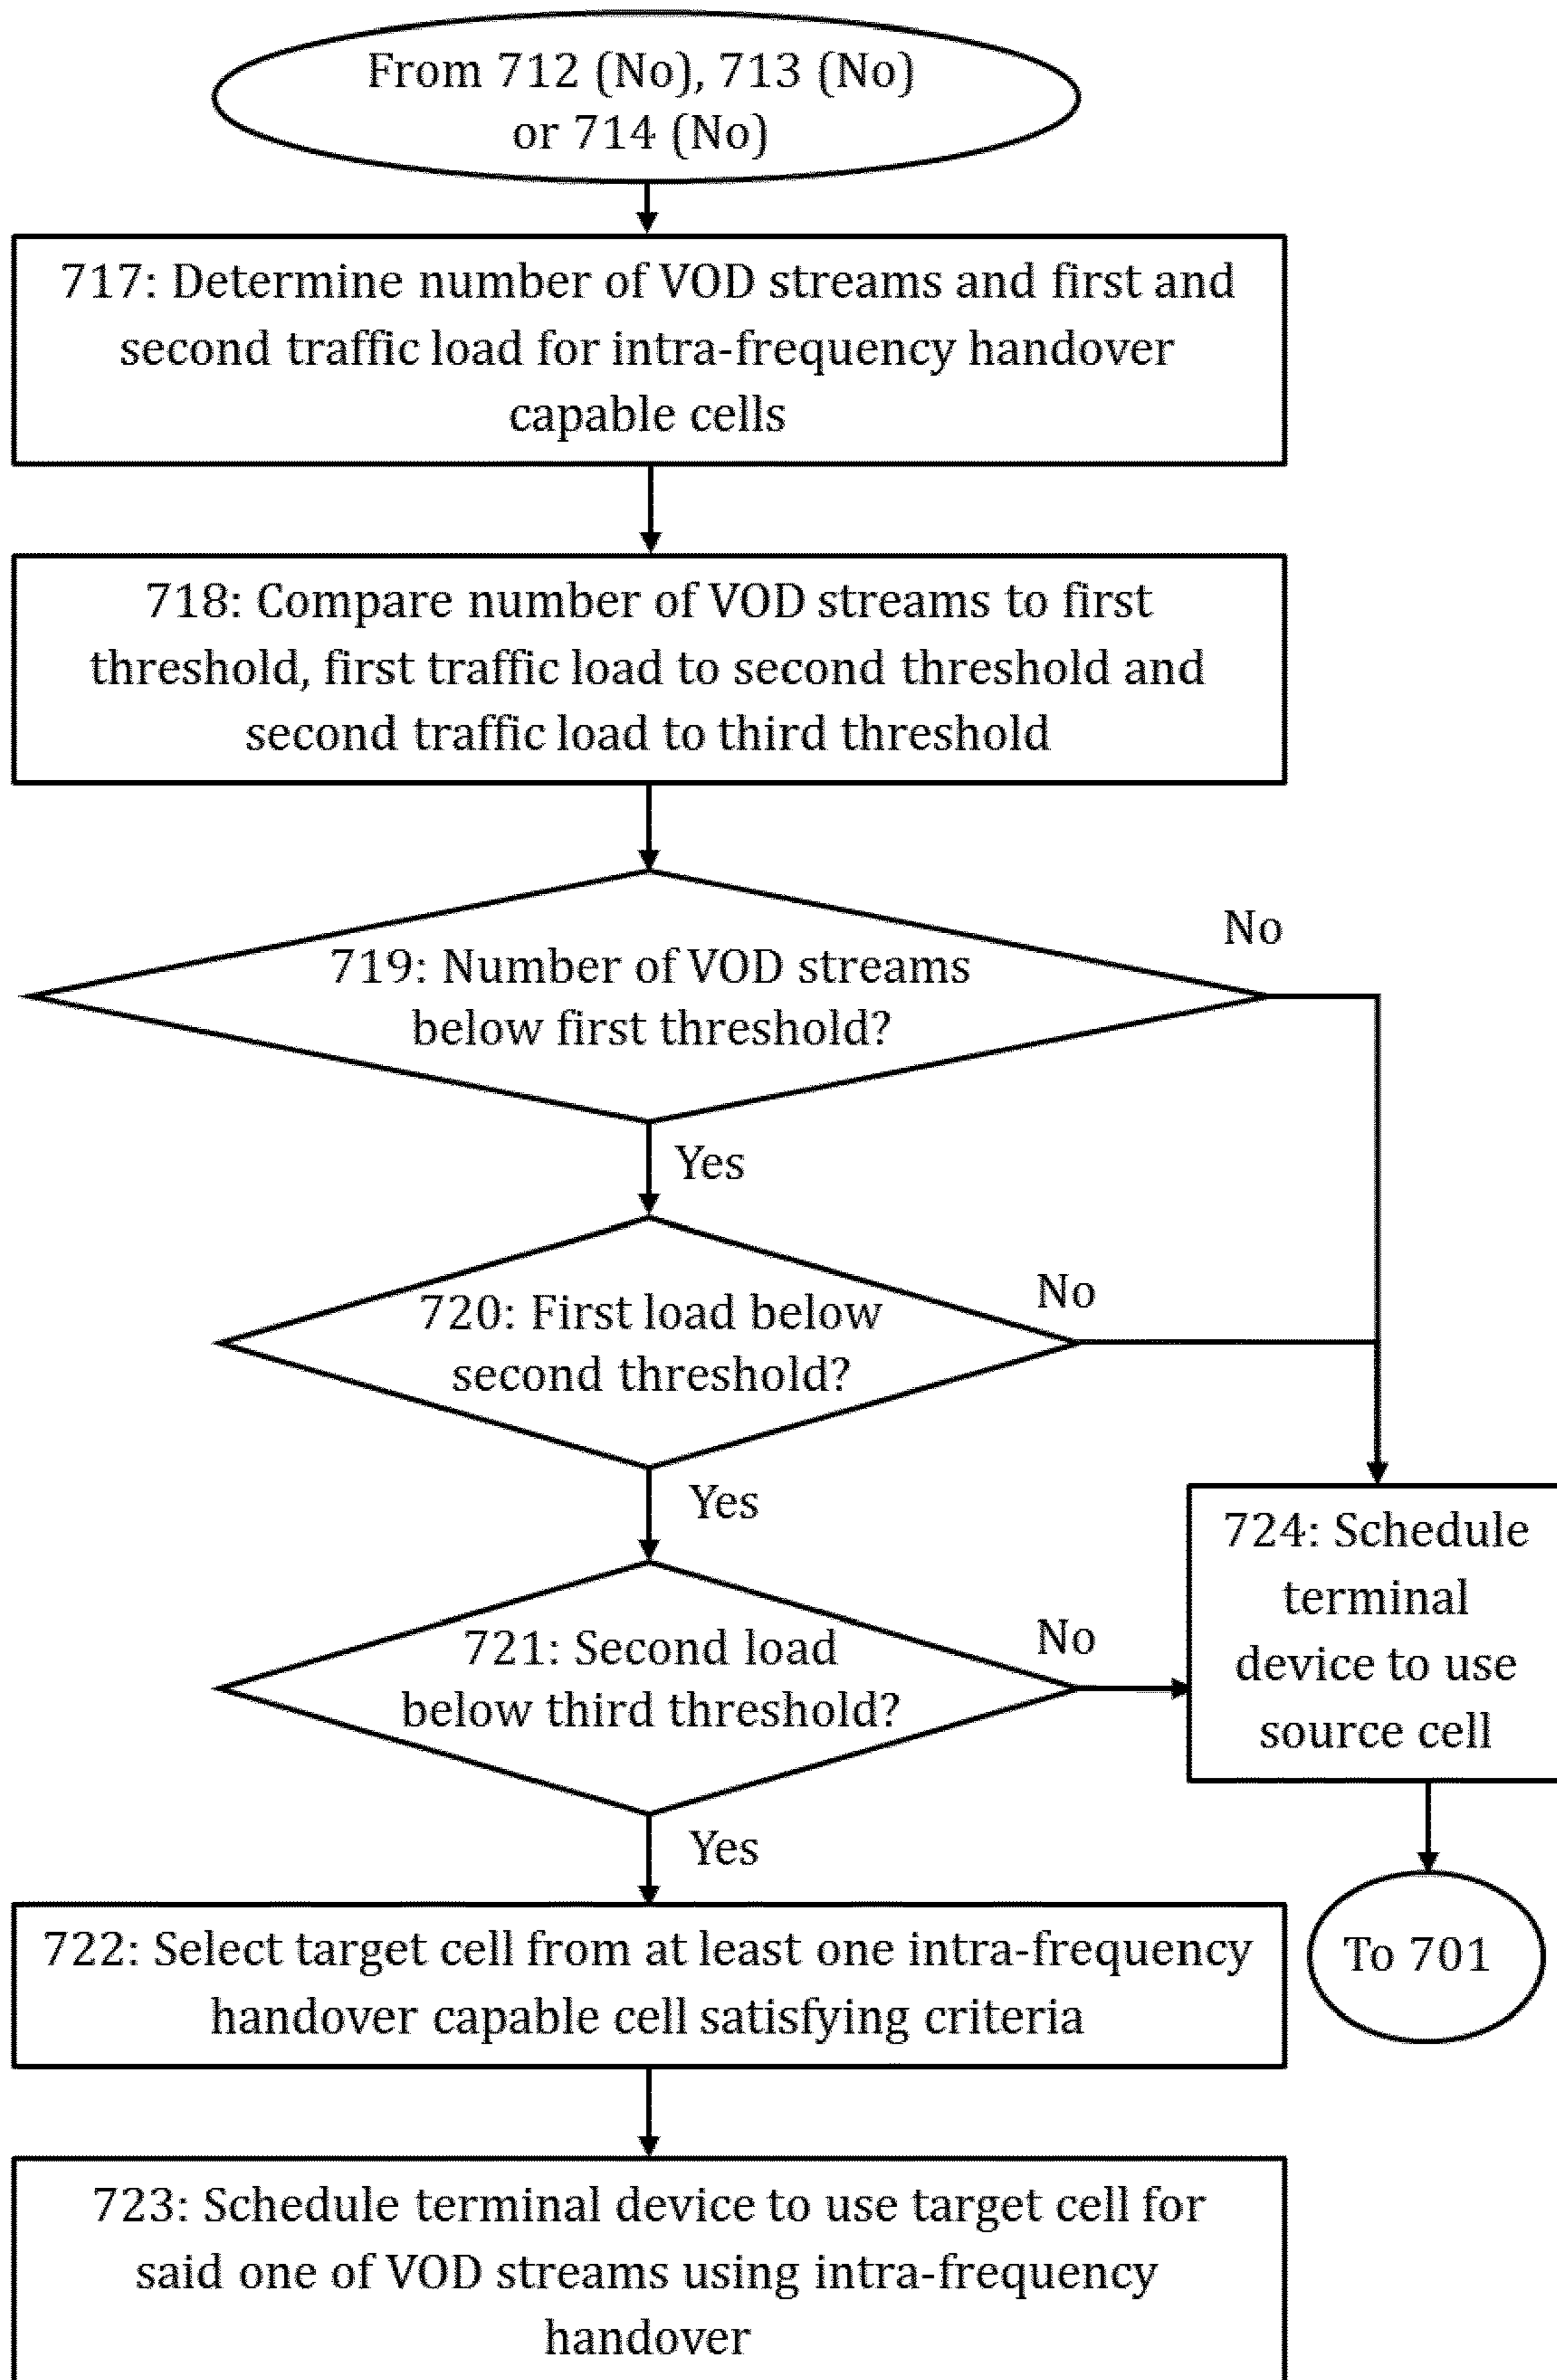 From 712 (No), 713 (No)
or 714 (No)
717: Determine number of VOD streams and first and
second traffic load for intra-frequency handover
capable cells
718: Compare number of VOD streams to first
threshold, first traffic load to second threshold and
second traffic load to third threshold
No
719: Number of VOD streams
below first threshold?
Yes
No
720: First load below
second threshold?
Yes
No
721: Second load
below third threshold?
Yes
724: Schedule
terminal
device to use
source cell
722: Select target cell from at least one intra-frequency
handover capable cell satisfying criteria
To 701
723: Schedule terminal device to use target cell for
said one of VOD streams using intra-frequency
handover